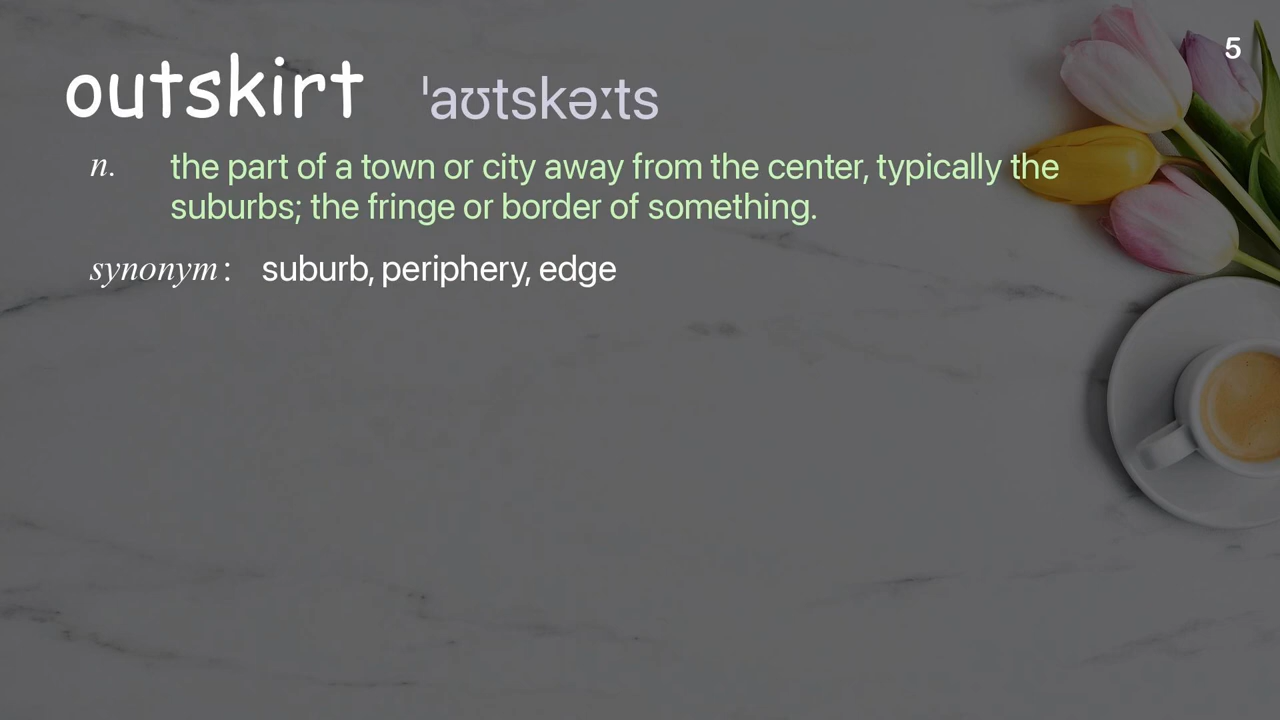 5
outskirt ˈaʊtskəːts
n. the part of a town or city away from the center, typically the
suburbs; the fringe or border of something.
synonym: suburb, periphery, edge